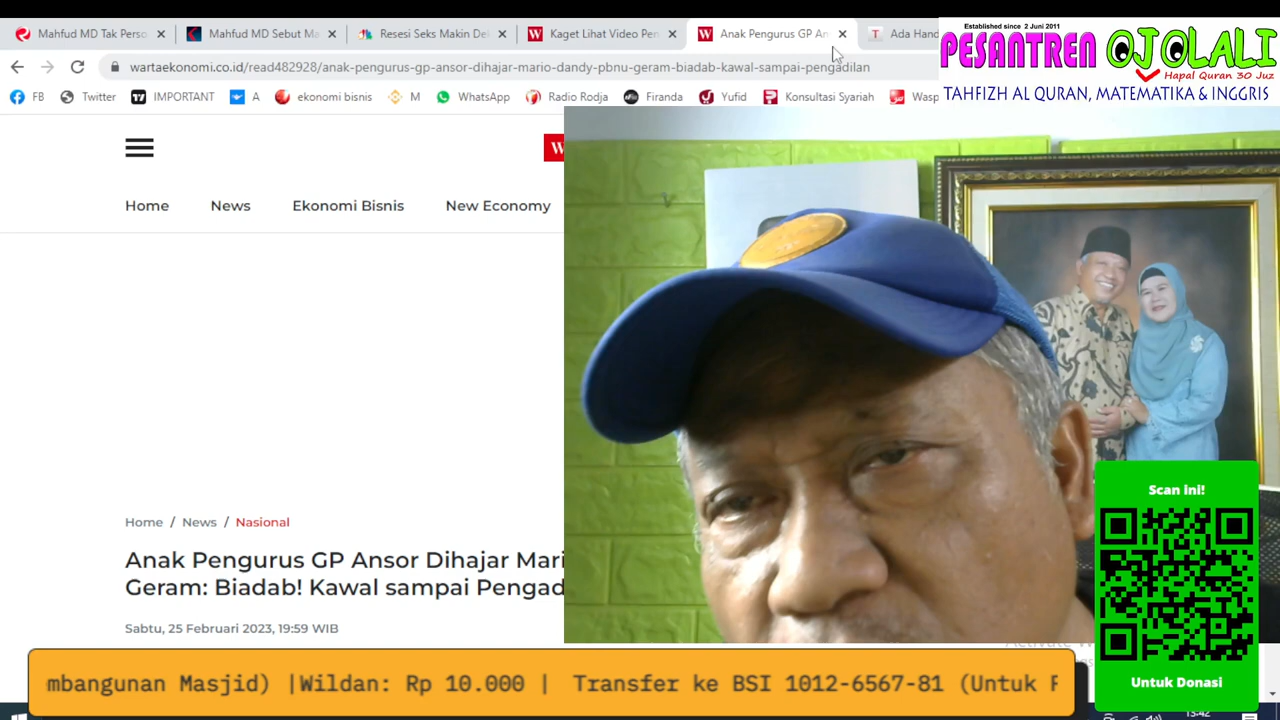 Mahfud MD Tak Perso
Mahfud MD Sebut
Resesi Seks Makin De
Kaget Lihat Video Pen
Anak Pengurus GP An
Ada Hand
wartaekonomi.co.id
28/anak-pengurus-gp-ansor-dihajar-mario-dandy-pbnu-geram-biadab-kawal-sampai-pengadilan
FB
Twitter
IMPORTANT
A
ekonomi bisnis
M
WhatsApp
Radio Rodja
Firanda
Yufid
Konsultasi Syariah
Wasp
Established since 2 Juni 2011
PESANTREN OJOLALI
Hapal Quran 30 Juz
TAHFIZH AL QURAN, MATEMATIKA & INGGRIS
W
Home
News
Ekonomi Bisnis
New Economy
Home / News / Nasional
Anak Pengurus GP Ansor Dihajar Mari
Geram: Biadab! Kawal sampai Pengad
Sabtu, 25 Februari 2023, 19:59 WIB
Scan ini!
Untuk Donasi
mbangunan Masjid) |Wildan: Rp 10.000 | Transfer ke BSI 1012-6567-81 (Untuk P
13:42